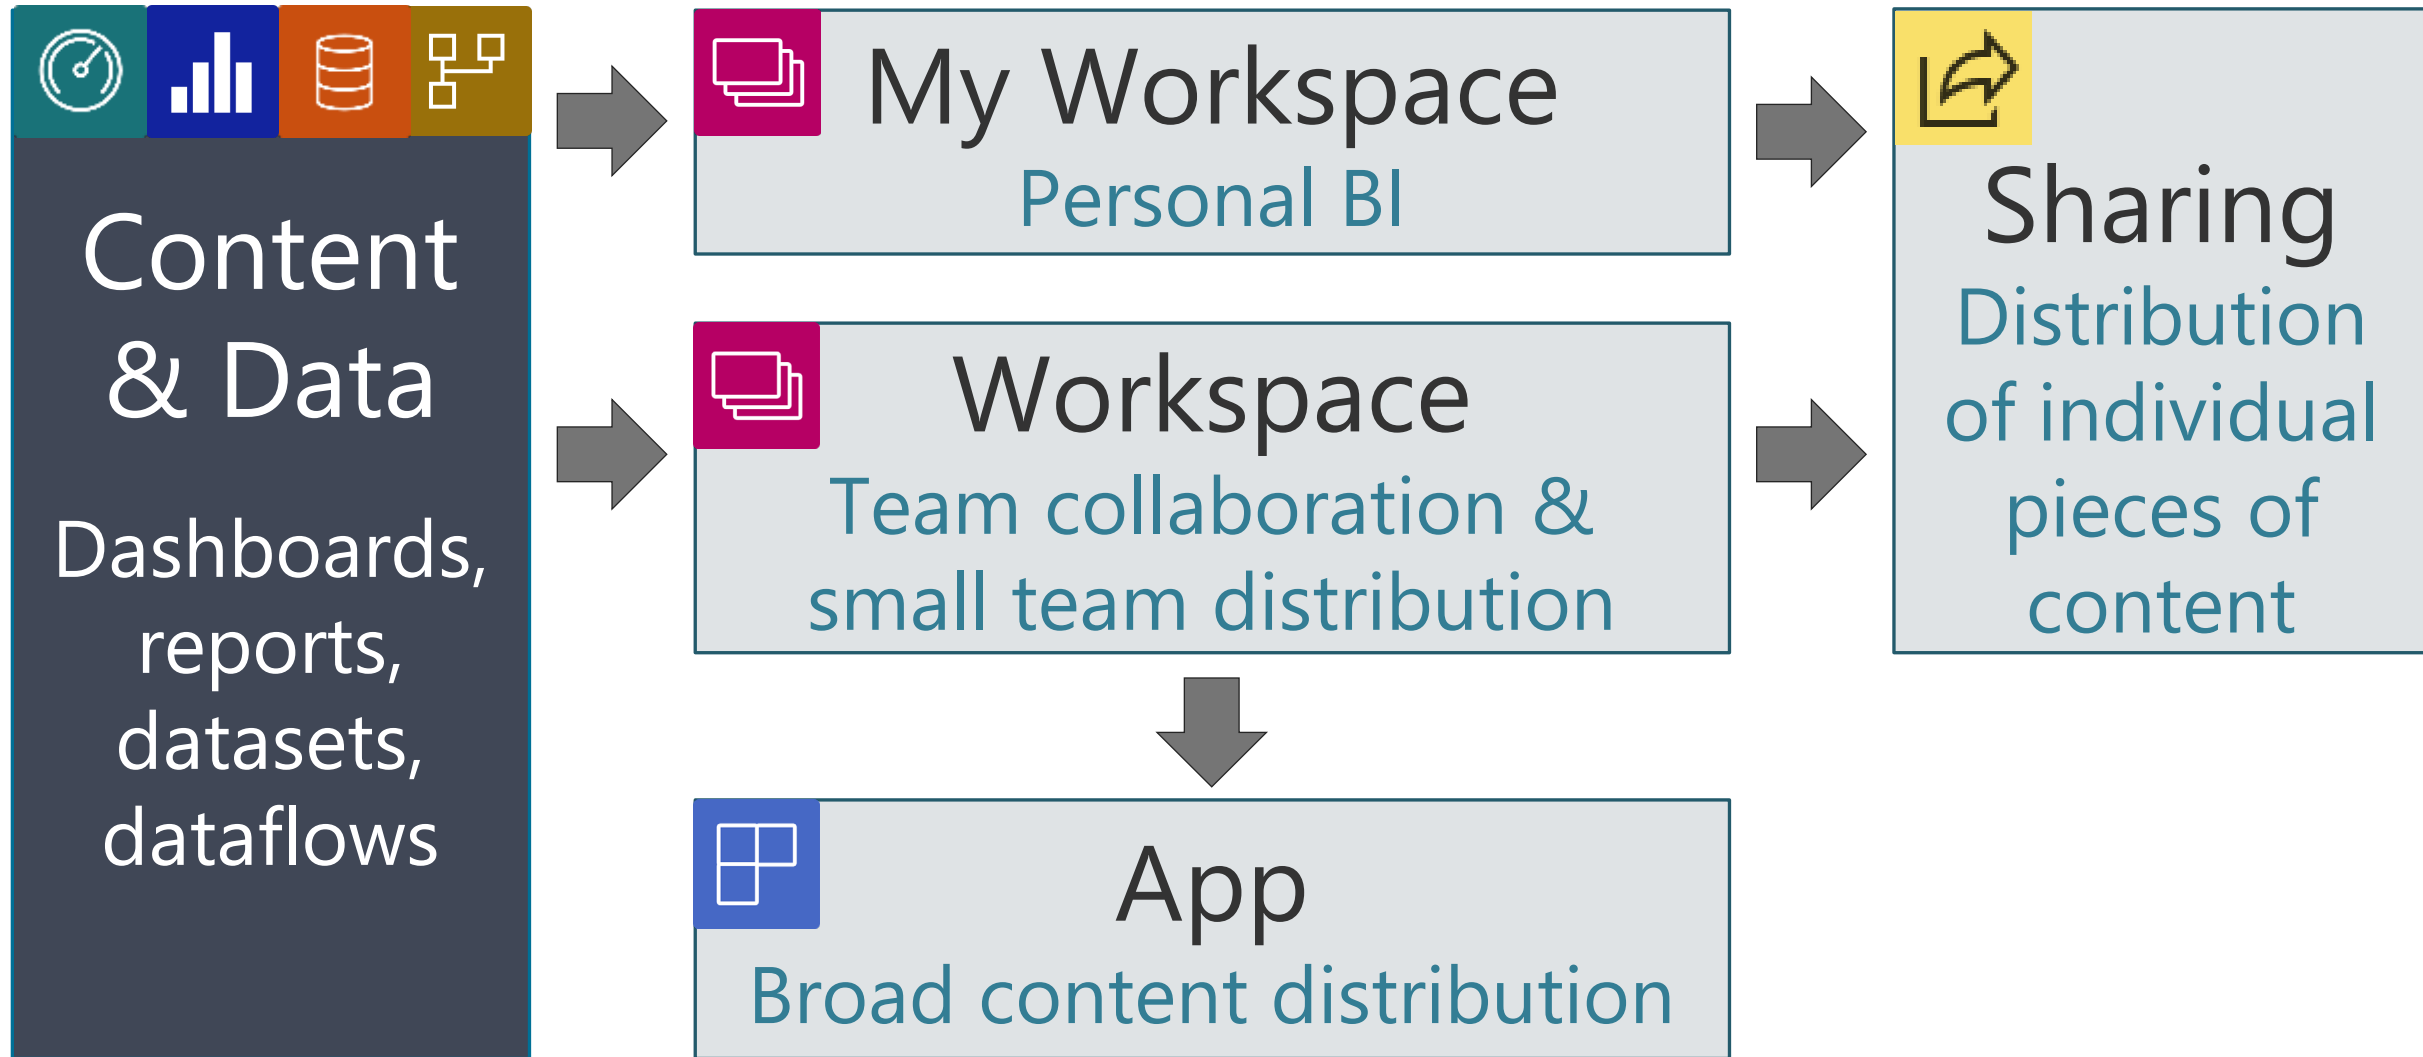 Content
& Data
Dashboards,
reports,
datasets,
dataflows
My Workspace
Personal BI
Workspace
Team collaboration &
small team distribution
App
Broad content distribution
Sharing
Distribution
of individual
pieces of
content